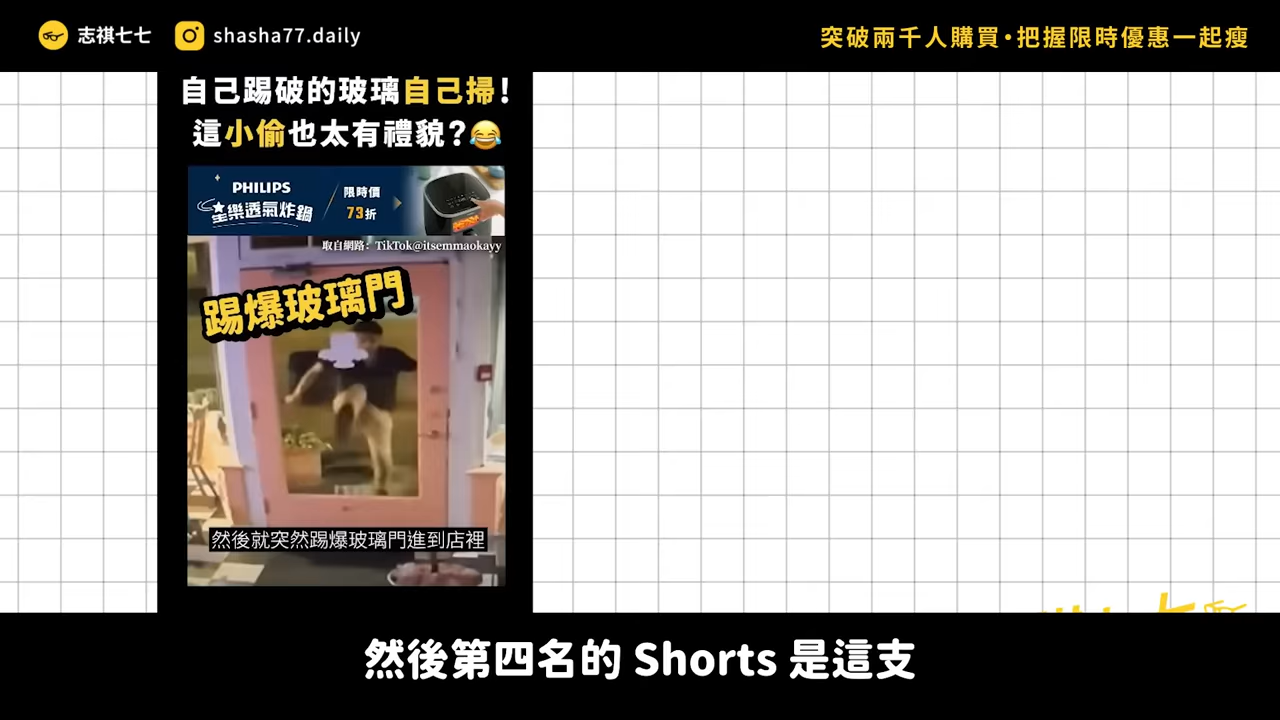 志祺七七
shasha77.daily
突破兩千人購買•把握限時優惠一起瘦
自己踢破的玻璃自己掃!
這小偷也太有禮貌?😂
PHILIPS
星樂透氣炸鍋
限時價
73折
取自網路: TikTok@itsemmaokayy
踢爆玻璃門
然後就突然踢爆玻璃門進到店裡
然後第四名的 Shorts 是這支